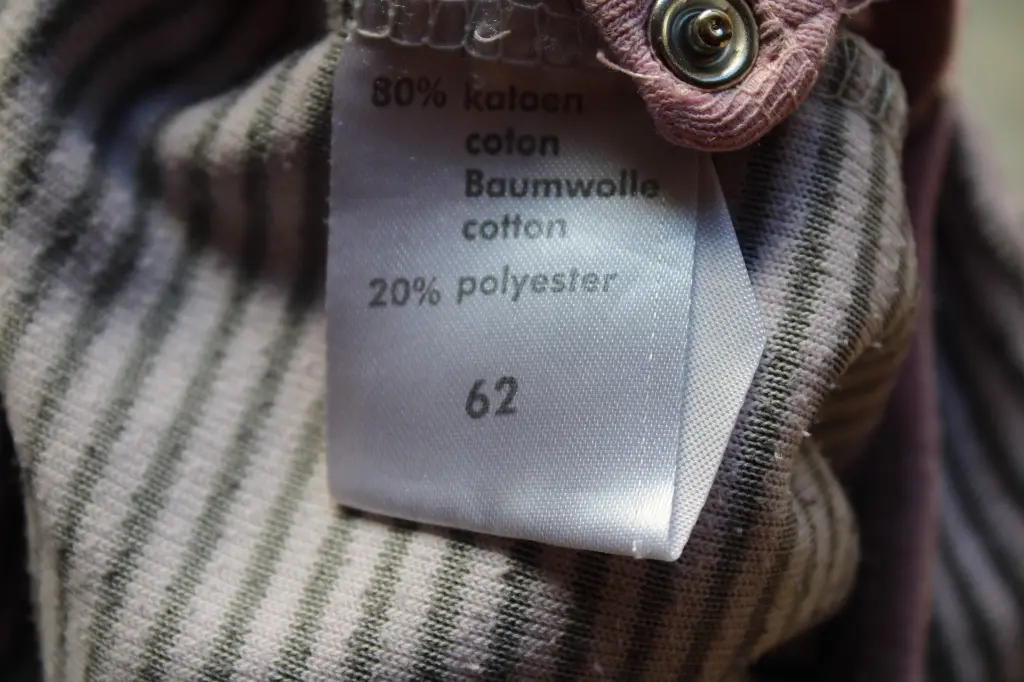 80% katoen
coton
Baumwolle
cotton
20% polyester
62